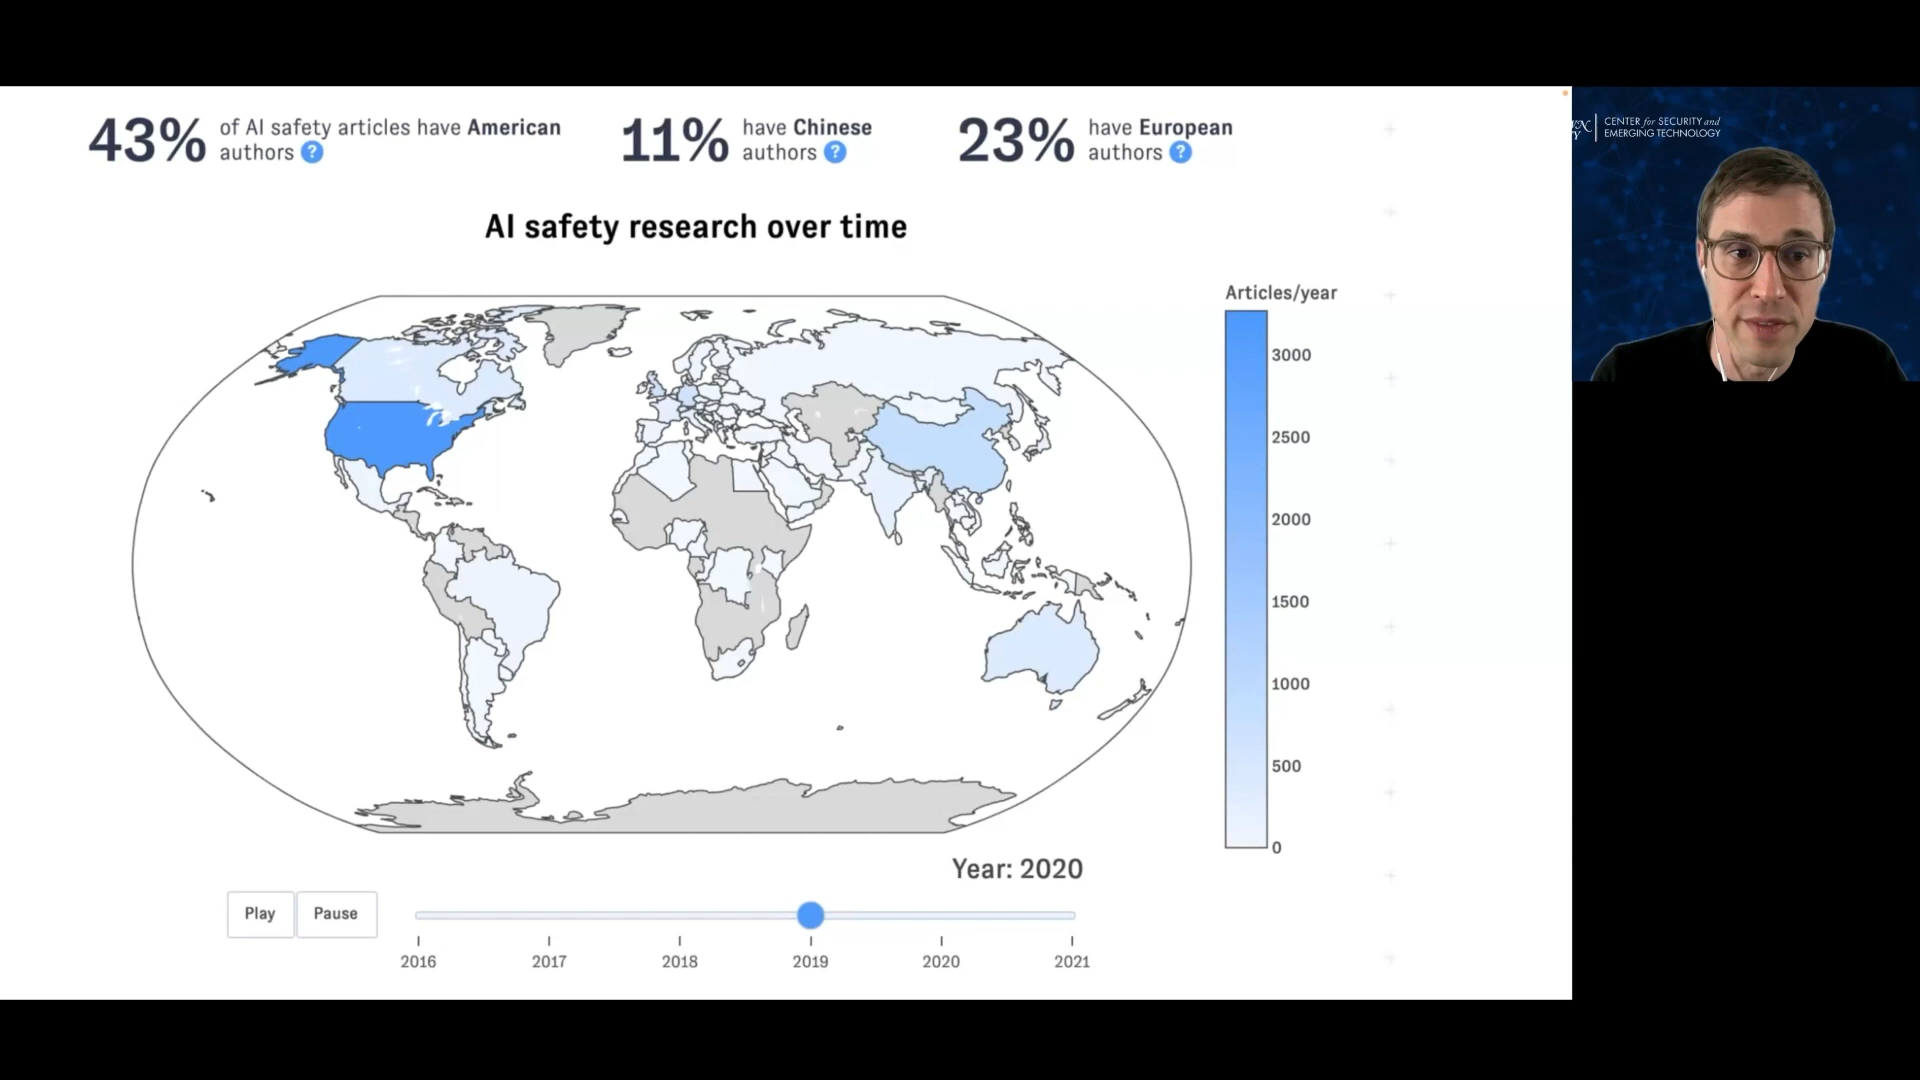 43%
of AI safety articles have American
authors ?
11%
have Chinese
authors ?
23%
have European
authors ?
CENTER for SECURITY and
EMERGING TECHNOLOGY
AI safety research over time
Articles/year
3000
2500
2000
1500
1000
500
0
Year: 2020
Play
Pause
2016
2017
2018
2019
2020
2021